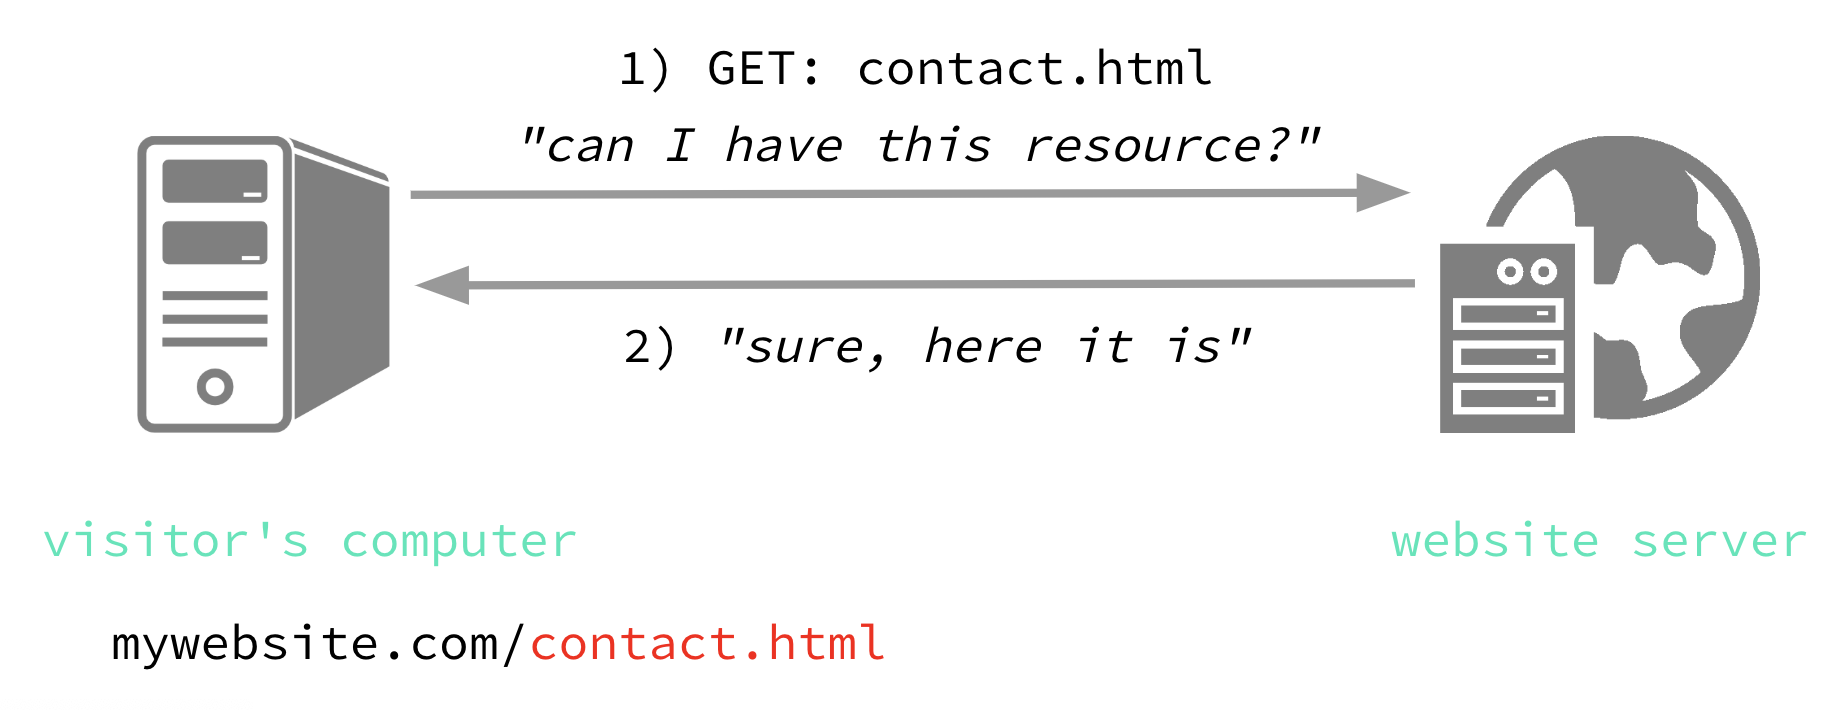 1) GET: contact.html
"can I have this resource?"
2) "sure, here it is"
visitor's computer
website server
mywebsite.com/contact.html